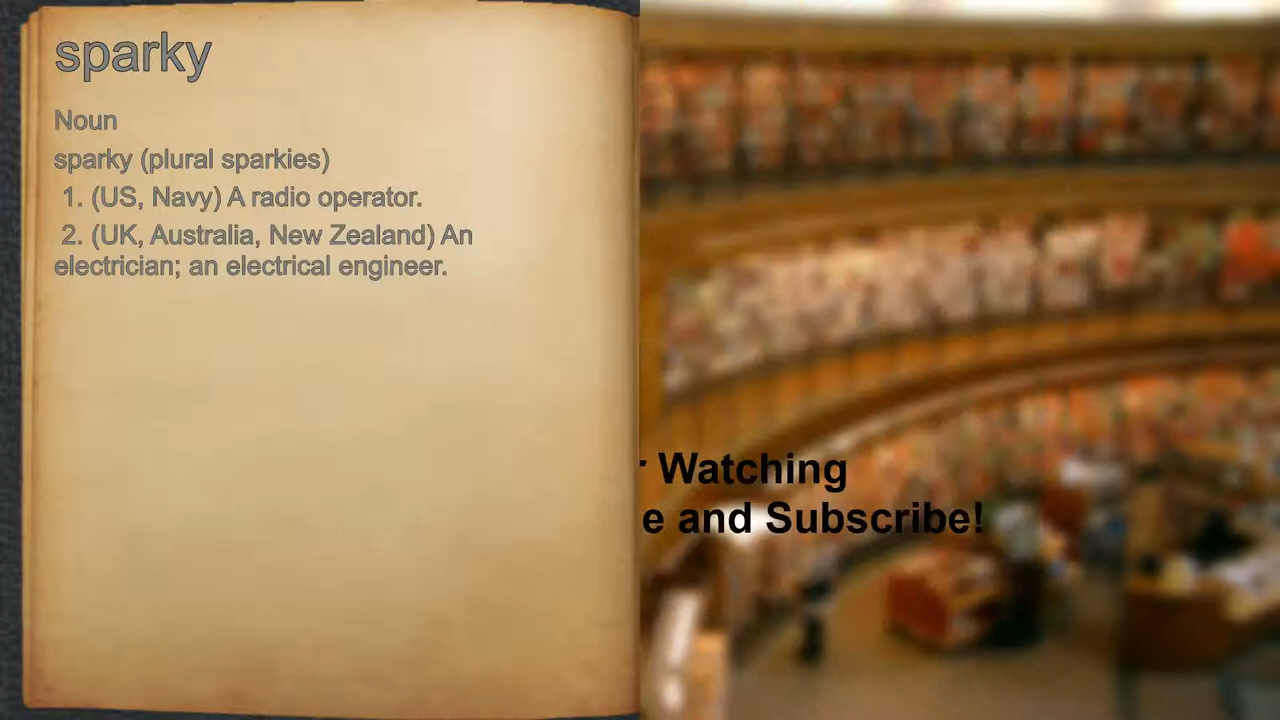 sparky
Noun
sparky (plural sparkies)
1. (US, Navy) A radio operator.
2. (UK, Australia, New Zealand) An
electrician; an electrical engineer.
Watching
and Subscribe!